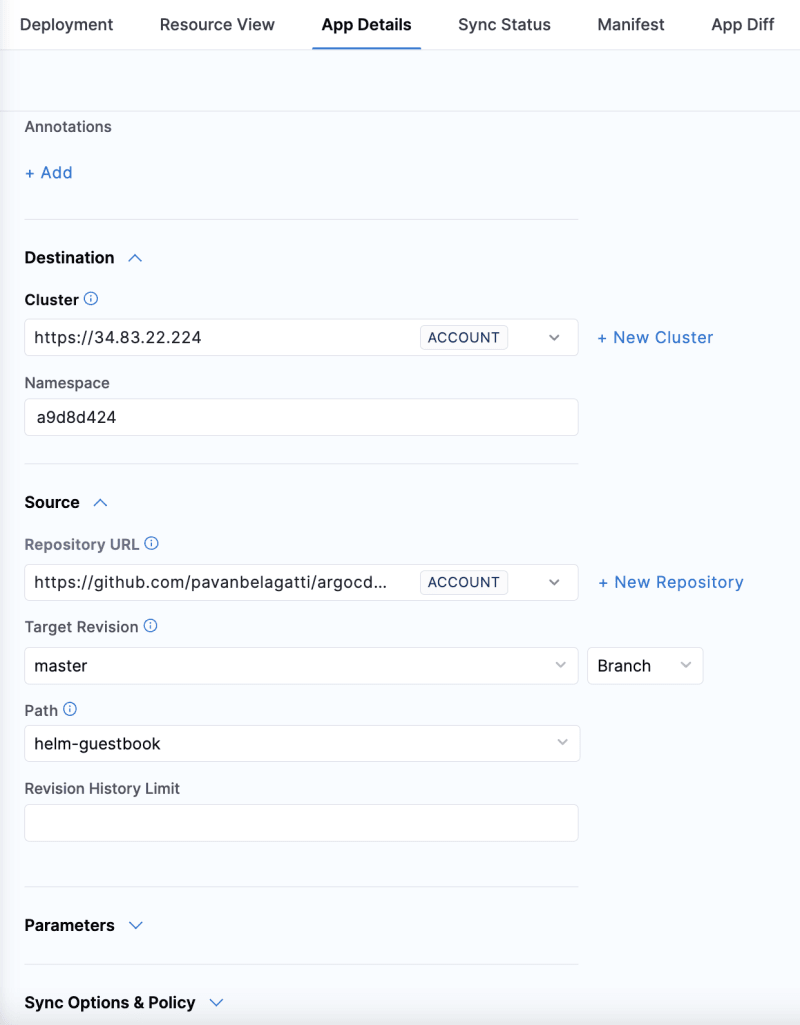 Deployment Resource View App Details Sync Status Manifest App Diff
Annotations
+ Add
Destination
Cluster
https://34.83.22.224 ACCOUNT + New Cluster
Namespace
a9d8d424
Source
Repository URL
https://github.com/pavanbelagatti/argocd... ACCOUNT + New Repository
Target Revision
master Branch
Path
helm-guestbook
Revision History Limit
Parameters
Sync Options & Policy